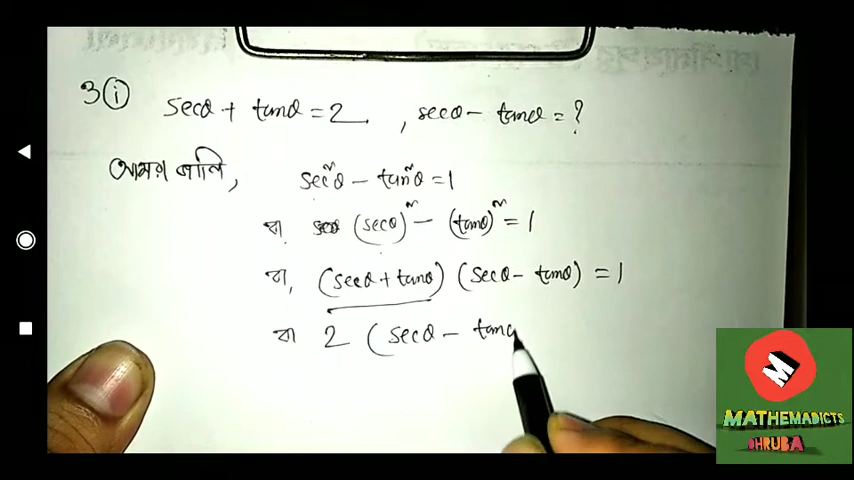 3 (i) secθ + tanθ = 2. , secθ - tanθ = ?
আমরা জানি, sec²θ - tan²θ = 1
বা, (secθ)² - (tanθ)² = 1
বা, (secθ + tanθ) (secθ - tanθ) = 1
বা 2 (secθ - tanθ
M
MATHEMADICTS
DHRUBA